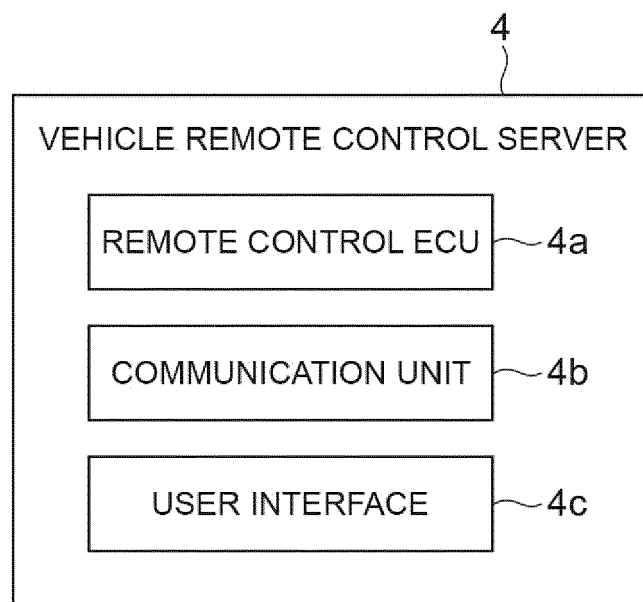 4
VEHICLE REMOTE CONTROL SERVER
REMOTE CONTROL ECU 4a
COMMUNICATION UNIT 4b
USER INTERFACE 4c